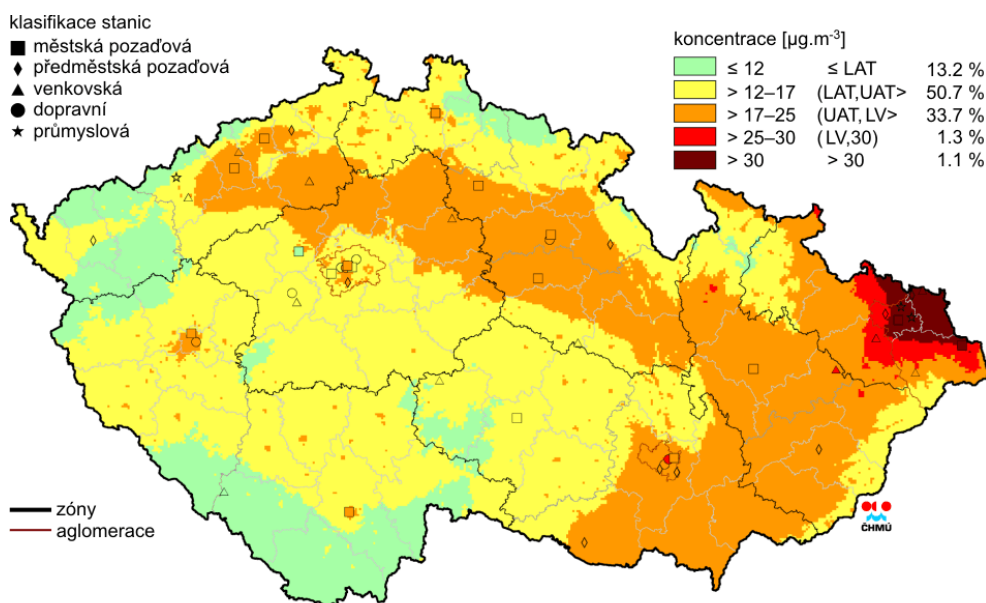 klasifikace stanic
městská pozaďová
předměstská pozaďová
venkovská
dopravní
průmyslová
koncentrace [µg.m⁻³]
≤ 12 ≤ LAT 13.2 %
> 12–17 (LAT,UAT> 50.7 %
> 17–25 (UAT, LV> 33.7 %
> 25–30 (LV,30) 1.3 %
> 30 > 30 1.1 %
zóny
aglomerace
ČHMÚ